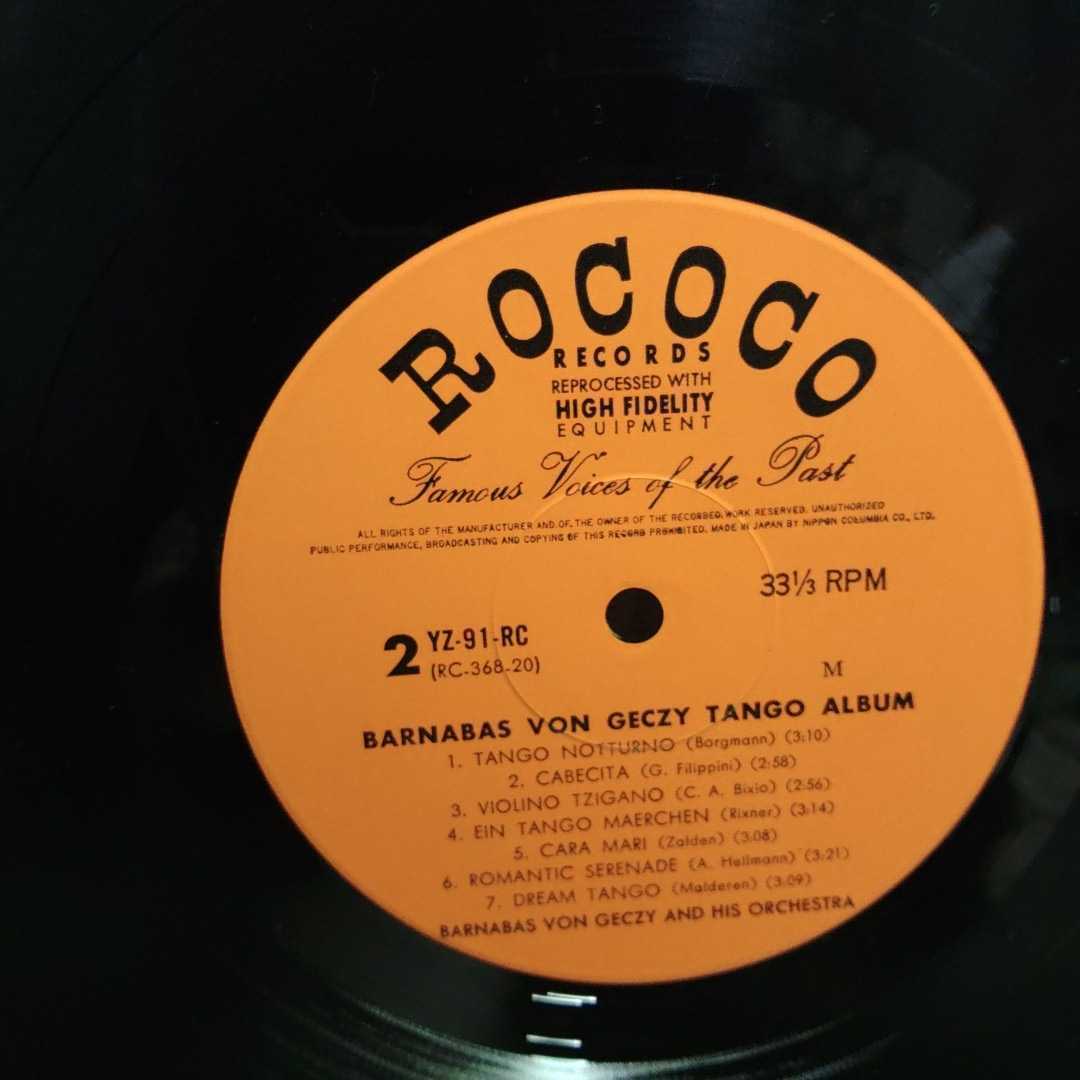 ROCOCO
RECORDS
REPROCESSED WITH
HIGH FIDELITY
EQUIPMENT
Famous Voices of the Past
ALL RIGHTS OF THE MANUFACTURER AND OF THE OWNER OF THE RECORDED WORK RESERVED. UNAUTHORIZED
PUBLIC PERFORMANCE, BROADCASTING AND COPYING OF THIS RECORD PROHIBITED. MADE IN JAPAN BY NIPPON COLUMBIA CO., LTD.
33⅓ RPM
2 YZ-91-RC
(RC-368-20)
M
BARNABAS VON GECZY TANGO ALBUM
1. TANGO NOTTURNO (Borgmann) (3:10)
2. CABECITA (G. Filippini) (2:58)
3. VIOLINO TZIGANO (C. A. Bixio) (2:56)
4. EIN TANGO MAERCHEN (Rixner) (3:14)
5. CARA MARI (Zalden) (3:08)
6. ROMANTIC SERENADE (A. Hellmann) (3:21)
7. DREAM TANGO (Malderen) (3:09)
BARNABAS VON GECZY AND HIS ORCHESTRA